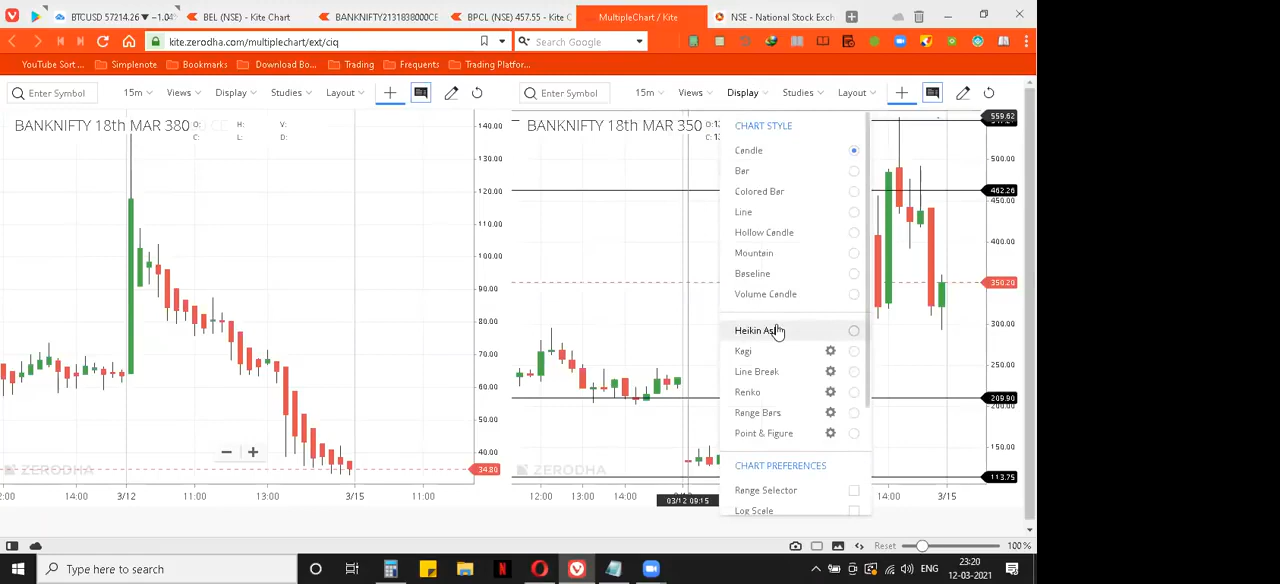 BTCUSD 57214.26▼ −1.04
BEL (NSE) - Kite Chart
BANKNIFTY2131838000CE
BPCL (NSE) 457.55 - Kite C
MultipleChart / Kite
NSE - National Stock Exch
kite.zerodha.com/multiplechart/ext/ciq
Search Google
YouTube Sort ...
Simplenote
Bookmarks
Download Bo...
Trading
Frequents
Trading Platfor...
Enter Symbol 15m Views Display Studies Layout
Enter Symbol 15m Views Display Studies Layout
BANKNIFTY 18th MAR 380
O: H: V:
C: L: D:
140.00
120.00
100.00
90.00
80.00
70.00
60.00
50.00
40.00
34.80
ZERODHA
14:00 3/12 11:00 13:00 3/15 11:00
BANKNIFTY 18th MAR 350
CHART STYLE
Candle
Bar
Colored Bar
Line
Hollow Candle
Mountain
Baseline
Volume Candle
Heikin As
Kagi
Line Break
Renko
Range Bars
Point & Figure
CHART PREFERENCES
Range Selector
Log Scale
559.62
500.00
462.26
450.00
400.00
350.20
300.00
209.90
150.00
113.75
ZERODHA
12:00 13:00 14:00 03/12 09:15 14:00 3/15
Reset 100 %
Type here to search
ENG
23:20
12-03-2021